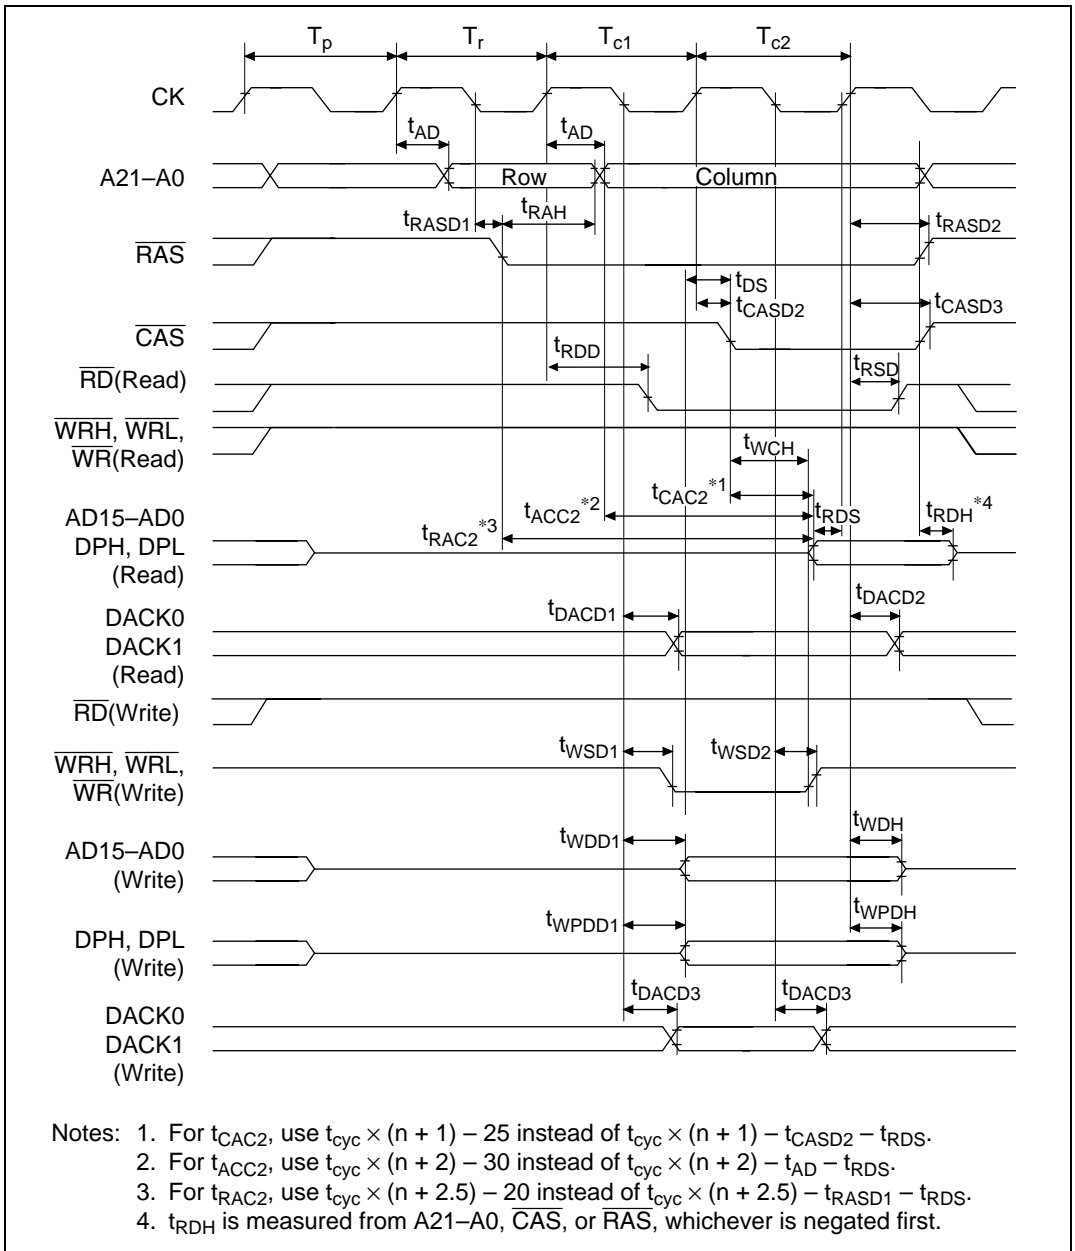 Tp Tr Tc1 Tc2
CK
tAD tAD
A21–A0 Row Column
tRASD1 tRAH tRASD2
RAS
tDS
tCASD2 tCASD3
CAS
tRDD tRSD
RD(Read)
WRH, WRL,
WR(Read)
tWCH
tCAC2*1
tACC2*2
tRAC2*3 tRDS tRDH*4
AD15–AD0
DPH, DPL
(Read)
tDACD1 tDACD2
DACK0
DACK1
(Read)
RD(Write)
tWSD1 tWSD2
WRH, WRL,
WR(Write)
tWDD1 tWDH
AD15–AD0
(Write)
tWPDD1 tWPDH
DPH, DPL
(Write)
tDACD3 tDACD3
DACK0
DACK1
(Write)
Notes: 1. For tCAC2, use tcyc × (n + 1) – 25 instead of tcyc × (n + 1) – tCASD2 – tRDS.
2. For tACC2, use tcyc × (n + 2) – 30 instead of tcyc × (n + 2) – tAD – tRDS.
3. For tRAC2, use tcyc × (n + 2.5) – 20 instead of tcyc × (n + 2.5) – tRASD1 – tRDS.
4. tRDH is measured from A21–A0, CAS, or RAS, whichever is negated first.